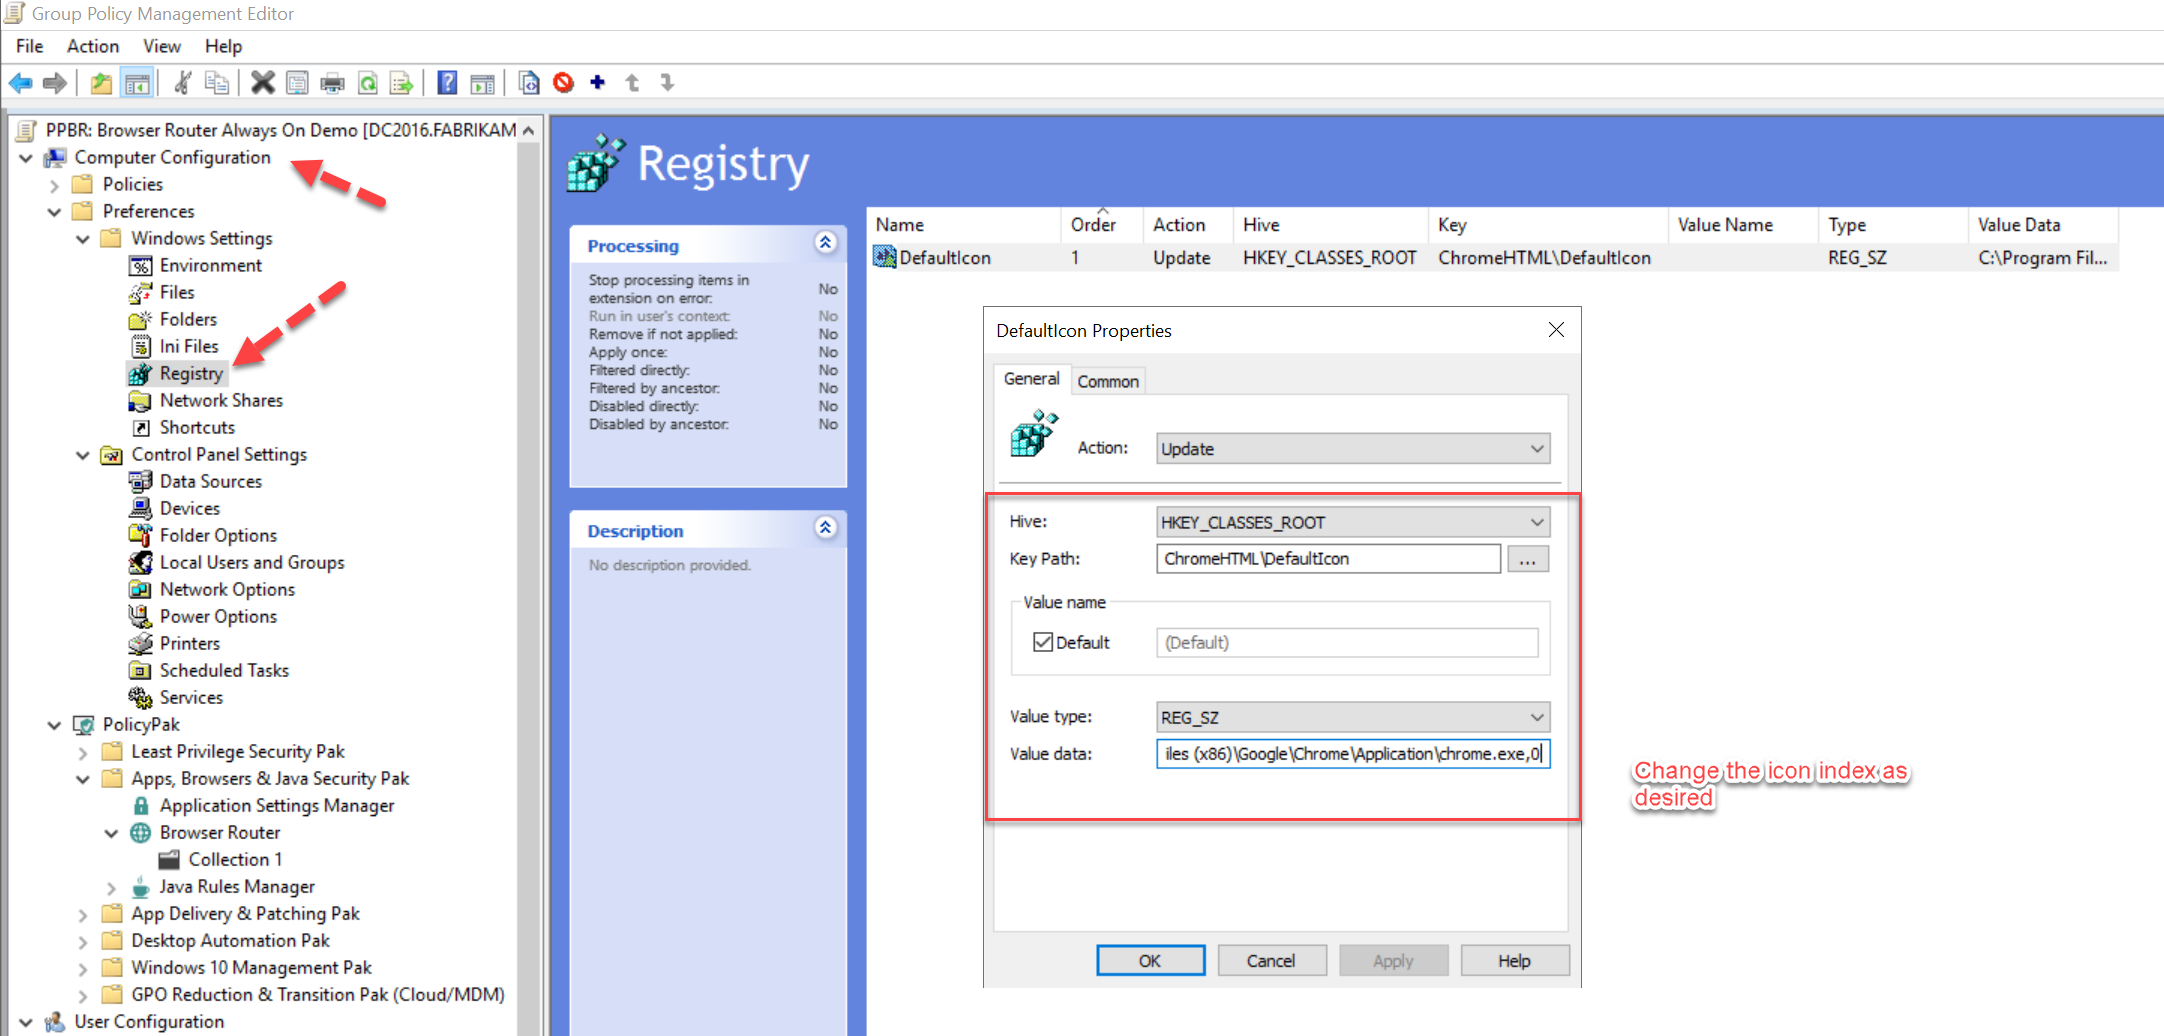 Group Policy Management Editor
File Action View Help
PPBR: Browser Router Always On Demo [DC2016.FABRIKAM
Computer Configuration
Policies
Preferences
Windows Settings
Environment
Files
Folders
Ini Files
Registry
Network Shares
Shortcuts
Control Panel Settings
Data Sources
Devices
Folder Options
Local Users and Groups
Network Options
Power Options
Printers
Scheduled Tasks
Services
PolicyPak
Least Privilege Security Pak
Apps, Browsers & Java Security Pak
Application Settings Manager
Browser Router
Collection 1
Java Rules Manager
App Delivery & Patching Pak
Desktop Automation Pak
Windows 10 Management Pak
GPO Reduction & Transition Pak (Cloud/MDM)
User Configuration
Registry
Processing
Stop processing items in
extension on error: No
Run in user's context: No
Remove if not applied: No
Apply once: No
Filtered directly: No
Filtered by ancestor: No
Disabled directly: No
Disabled by ancestor: No
Description
No description provided.
Name Order Action Hive Key Value Name Type Value Data
DefaultIcon 1 Update HKEY_CLASSES_ROOT ChromeHTML\DefaultIcon REG_SZ C:\Program Fil...
DefaultIcon Properties
General Common
Action: Update
Hive: HKEY_CLASSES_ROOT
Key Path: ChromeHTML\DefaultIcon ...
Value name
Default (Default)
Value type: REG_SZ
Value data: iles (x86)\Google\Chrome\Application\chrome.exe,0
OK Cancel Apply Help
Change the icon index as
desired